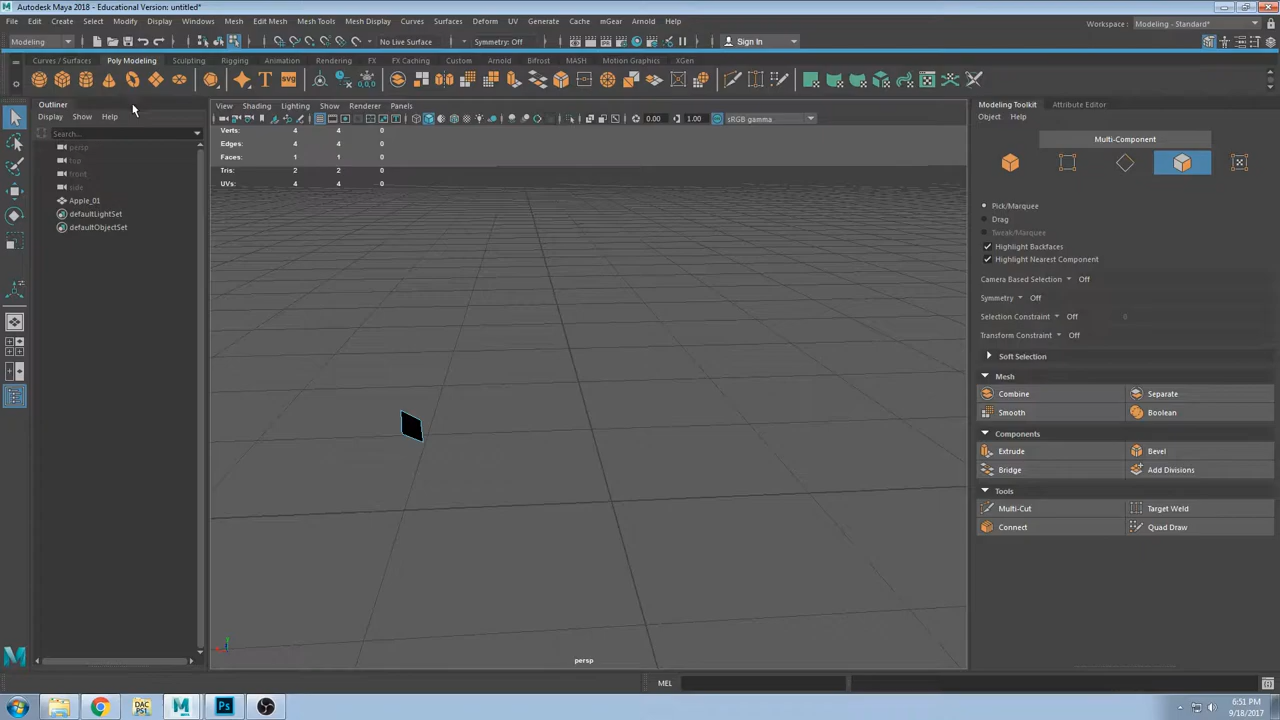 Autodesk Maya 2018 - Educational Version: untitled*
File Edit Create Select Modify Display Windows Mesh Edit Mesh Mesh Tools Mesh Display Curves Surfaces Deform UV Generate Cache mGear Arnold Help
Workspace : Modeling - Standard*
Modeling No Live Surface Symmetry: Off Sign In
Curves / Surfaces Poly Modeling Sculpting Rigging Animation Rendering FX FX Caching Custom Arnold Bifrost MASH Motion Graphics XGen
SVG
Outliner
Display Show Help
Search...
persp
top
front
side
Apple_01
defaultLightSet
defaultObjectSet
View Shading Lighting Show Renderer Panels
0.00 1.00 sRGB gamma
Verts: 4 4 0
Edges: 4 4 0
Faces: 1 1 0
Tris: 2 2 0
UVs: 4 4 0
persp
Modeling Toolkit Attribute Editor
Object Help
Multi-Component
Pick/Marquee
Drag
Tweak/Marquee
Highlight Backfaces
Highlight Nearest Component
Camera Based Selection Off
Symmetry Off
Selection Constraint Off 0
Transform Constraint Off
Soft Selection
Mesh
Combine Separate
Smooth Boolean
Components
Extrude Bevel
Bridge Add Divisions
Tools
Multi-Cut Target Weld
Connect Quad Draw
MEL
DAC
PS1
Ps
6:51 PM
9/18/2017